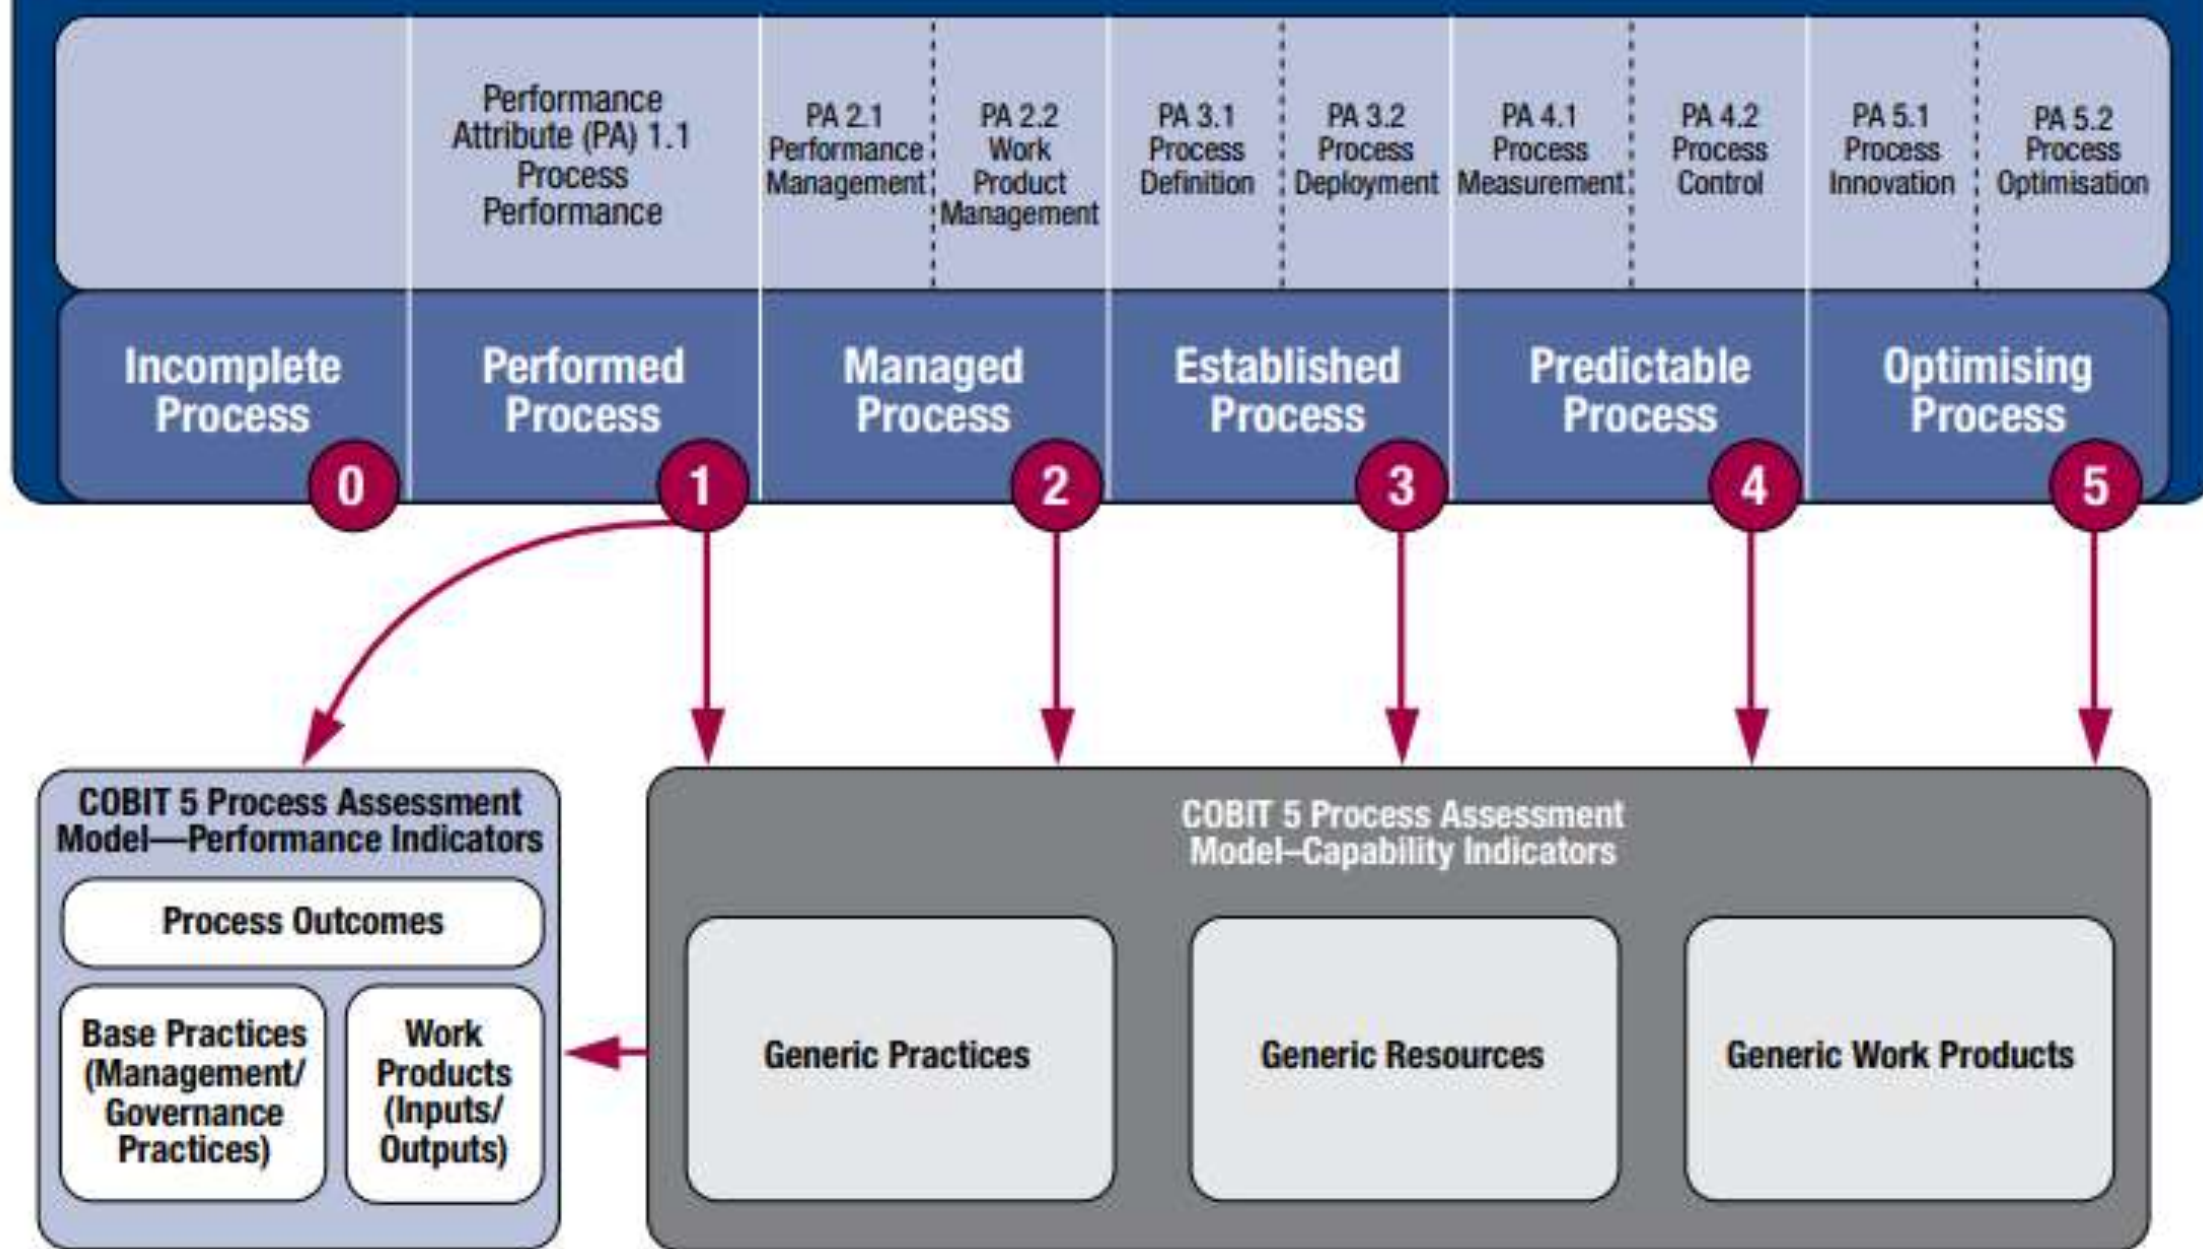 Performance
Attribute (PA) 1.1
Process
Performance
PA 2.1
Performance
Management
PA 2.2
Work
Product
Management
PA 3.1
Process
Definition
PA 3.2
Process
Deployment
PA 4.1
Process
Measurement
PA 4.2
Process
Control
PA 5.1
Process
Innovation
PA 5.2
Process
Optimisation
Incomplete
Process
0
Performed
Process
1
Managed
Process
2
Established
Process
3
Predictable
Process
4
Optimising
Process
5
COBIT 5 Process Assessment
Model—Performance Indicators
Process Outcomes
Base Practices
(Management/
Governance
Practices)
Work
Products
(Inputs/
Outputs)
COBIT 5 Process Assessment
Model–Capability Indicators
Generic Practices
Generic Resources
Generic Work Products